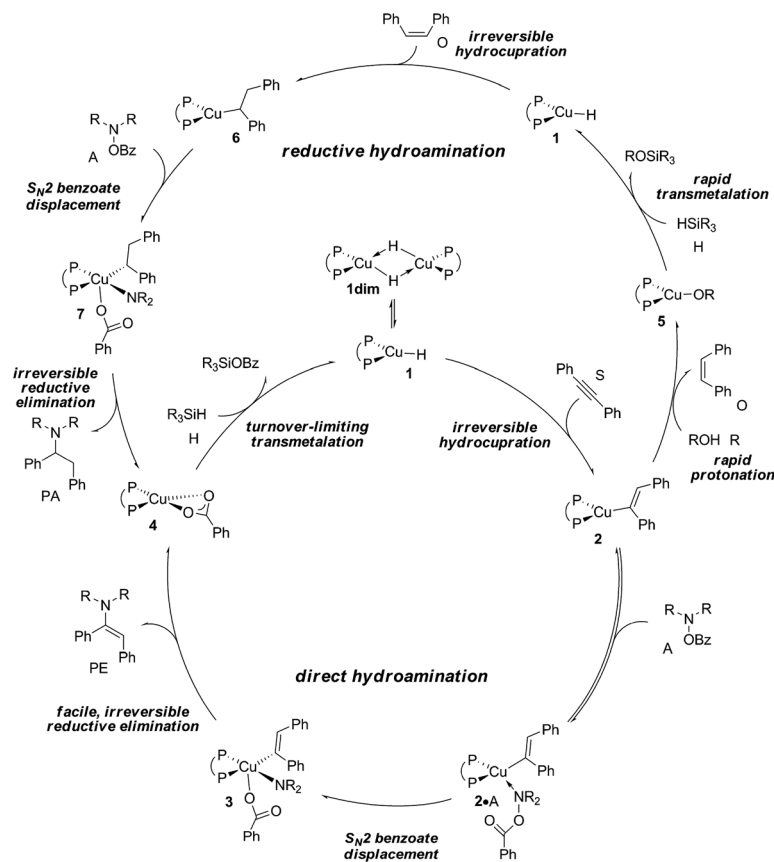 Ph Ph
O
irreversible
hydrocupration
Ph
P
P
Cu
Ph
6
P
P
Cu
H
1
R R
N
OBz
A
reductive hydroamination
ROSiR3
rapid
transmetalation
HSiR3
H
SN2 benzoate
displacement
Ph
P
P
Cu
Ph
NR2
O
O
Ph
7
P
P
Cu
H
H
Cu
P
P
1dim
P
P
Cu
OR
5
P
P
Cu
H
1
R3SiOBz
Ph
S
Ph
Ph
Ph
O
irreversible
reductive
elimination
R3SiH
H
turnover-limiting
transmetalation
irreversible
hydrocupration
ROH R
rapid
protonation
R R
N
Ph
Ph
PA
P
P
Cu
O
O
Ph
4
Ph
P
P
Cu
Ph
2
R R
N
Ph
Ph
PE
R R
N
OBz
A
direct hydroamination
facile, irreversible
reductive elimination
Ph
P
P
Cu
Ph
NR2
O
O
Ph
3
Ph
P
P
Cu
Ph
NR2
O
O
Ph
2•A
SN2 benzoate
displacement